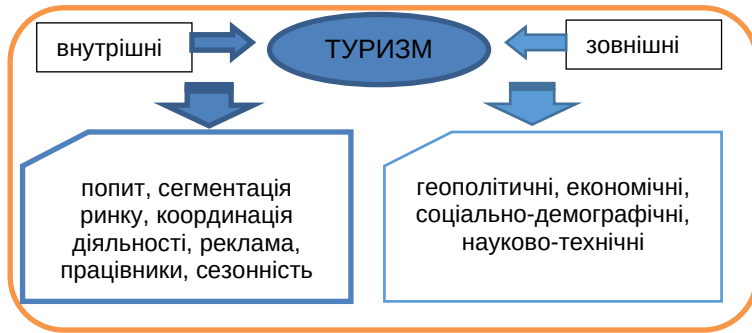 внутрішні
ТУРИЗМ
зовнішні
попит, сегментація
ринку, координація
діяльності, реклама,
працівники, сезонність
геополітичні, економічні,
соціально-демографічні,
науково-технічні